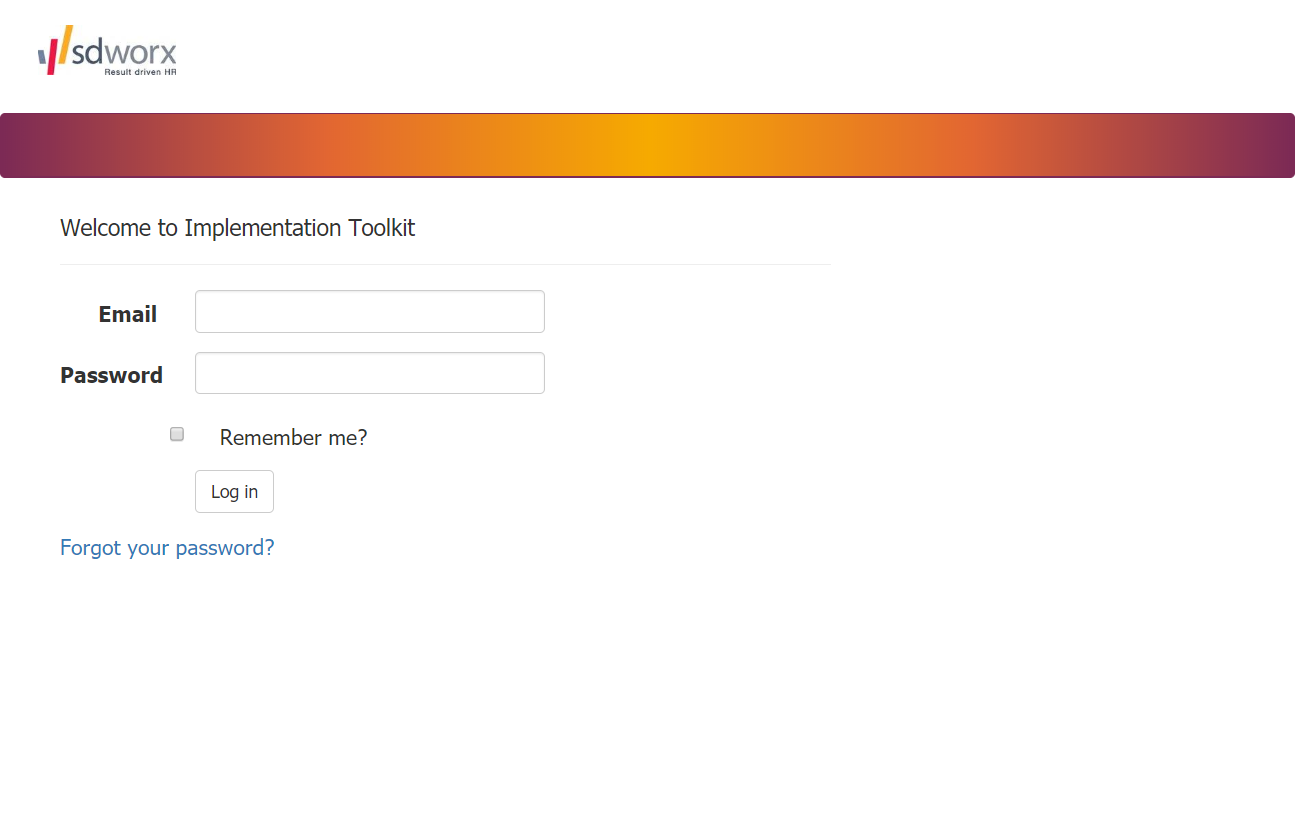 sdworx
Result driven HR
Welcome to Implementation Toolkit
Email
Password
Remember me?
Log in
Forgot your password?